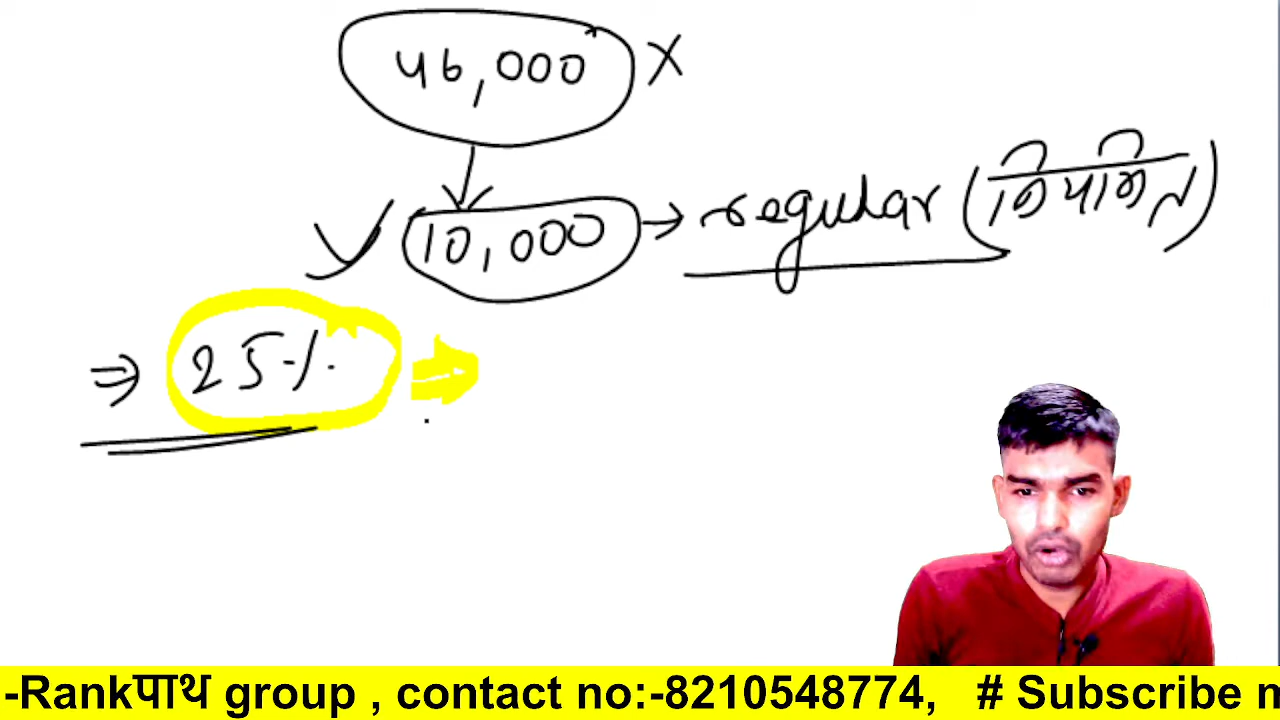 46,000 X
10,000 → regular (नियमित)
⇒ 25% ⇒
-Rankपाथ group , contact no:-8210548774, # Subscribe n